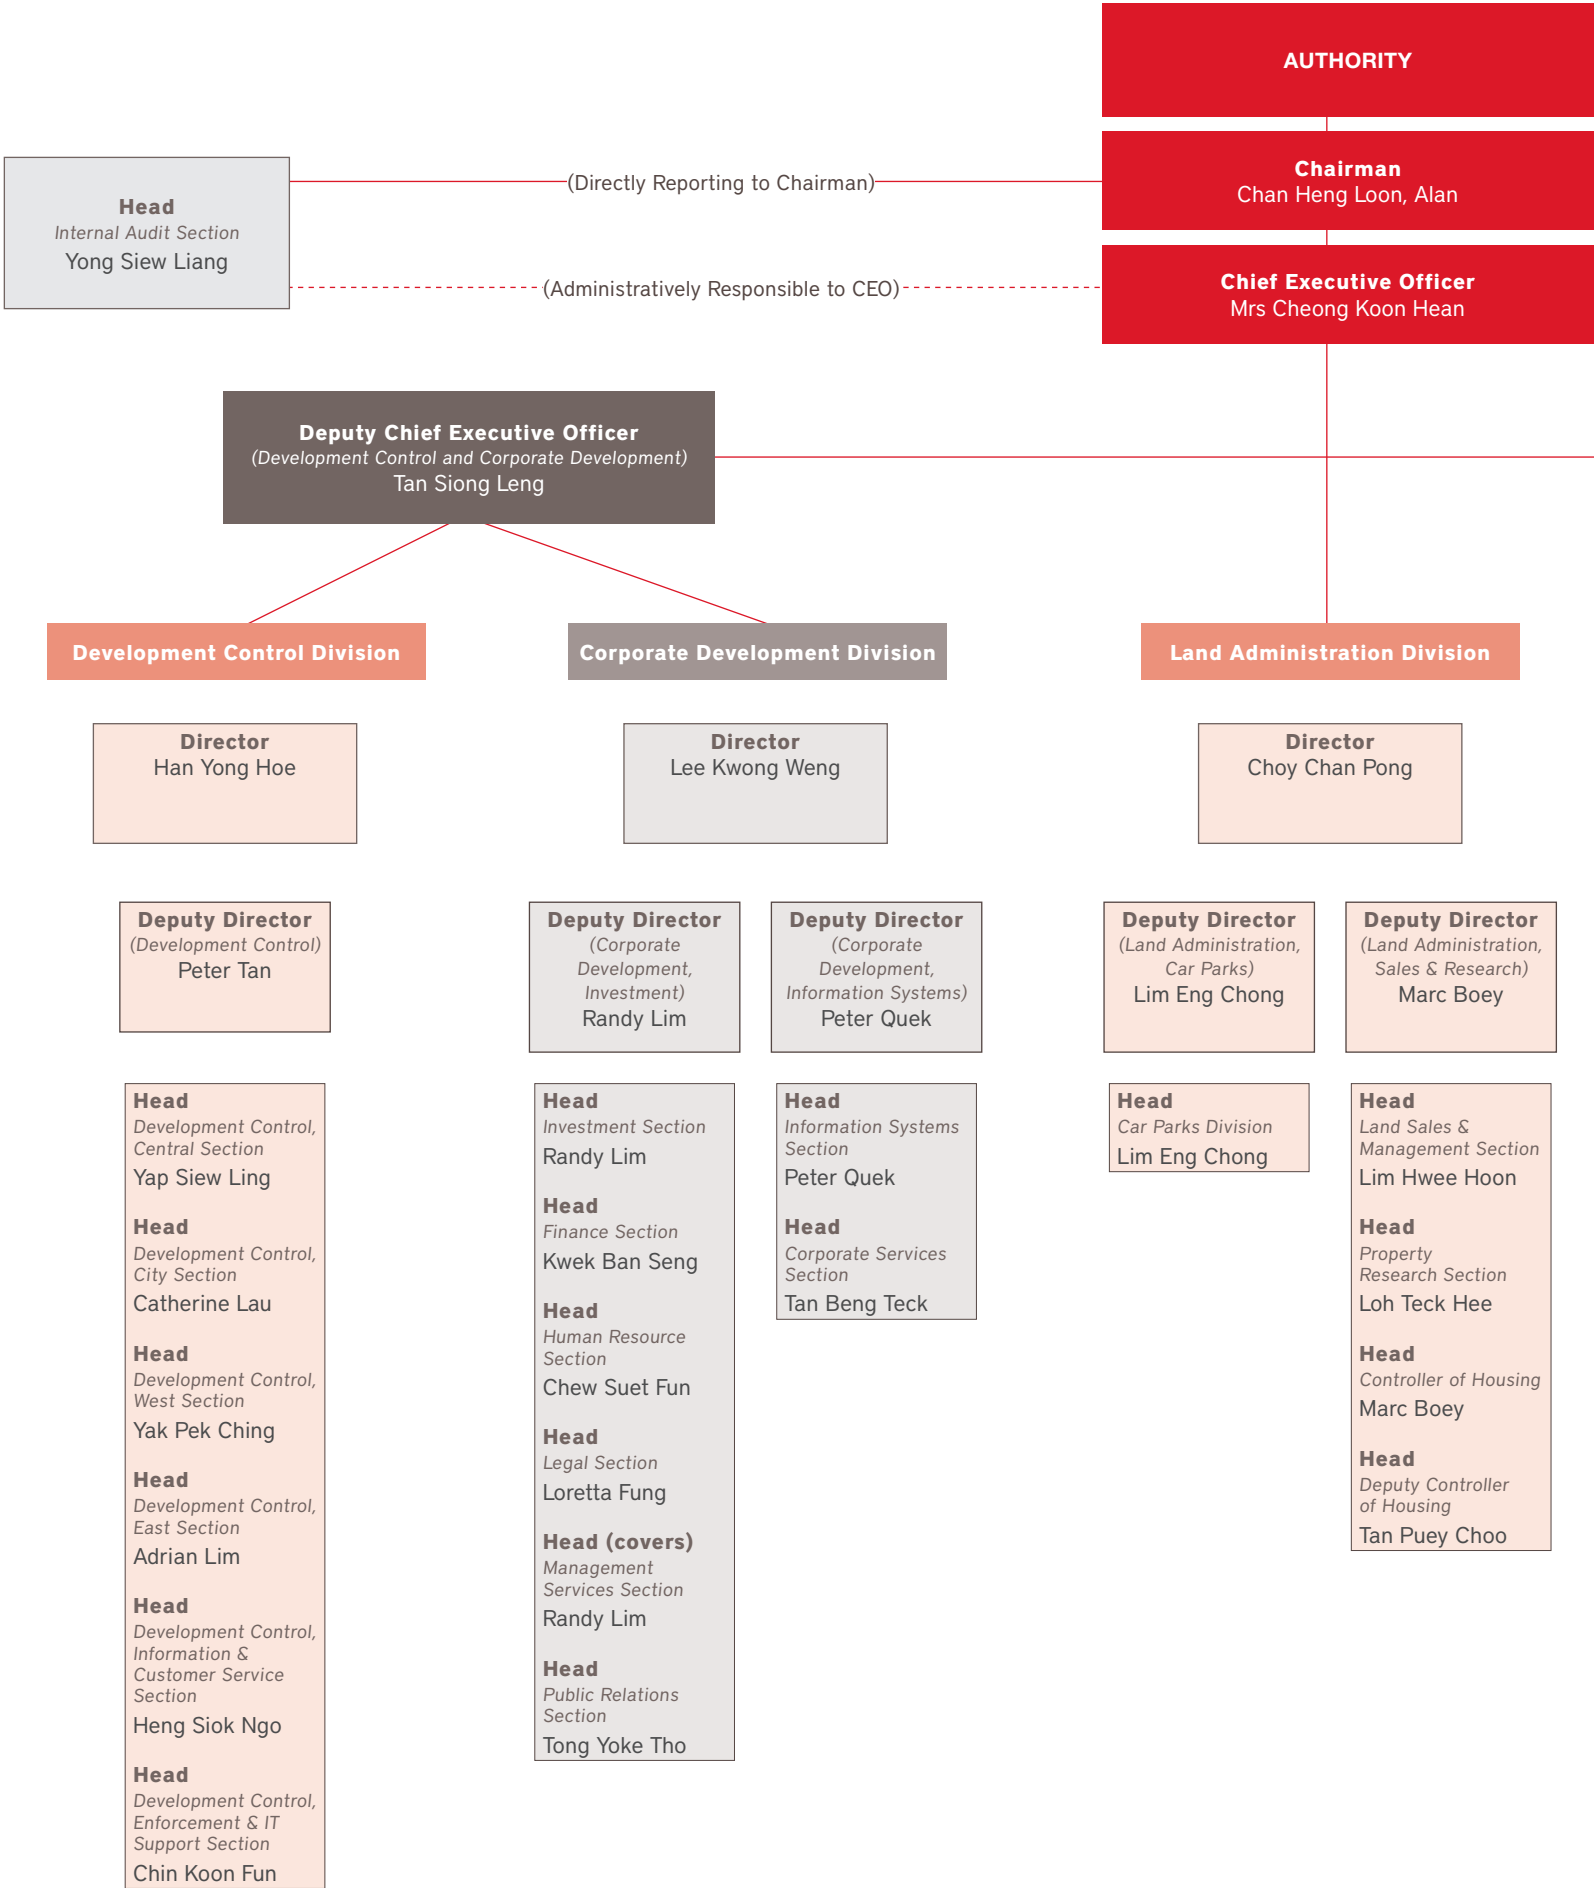 AUTHORITY
Chairman
Chan Heng Loon, Alan
(Directly Reporting to Chairman)
Head
Internal Audit Section
Yong Siew Liang
Chief Executive Officer
Mrs Cheong Koon Hean
(Administratively Responsible to CEO)
Deputy Chief Executive Officer
(Development Control and Corporate Development)
Tan Siong Leng
Development Control Division
Corporate Development Division
Land Administration Division
Director
Han Yong Hoe
Director
Lee Kwong Weng
Director
Choy Chan Pong
Deputy Director
(Development Control)
Peter Tan
Deputy Director
(Corporate
Development,
Investment)
Randy Lim
Deputy Director
(Corporate
Development,
Information Systems)
Peter Quek
Deputy Director
(Land Administration,
Car Parks)
Lim Eng Chong
Deputy Director
(Land Administration,
Sales & Research)
Marc Boey
Head
Development Control,
Central Section
Yap Siew Ling
Head
Development Control,
City Section
Catherine Lau
Head
Development Control,
West Section
Yak Pek Ching
Head
Development Control,
East Section
Adrian Lim
Head
Development Control,
Information &
Customer Service
Section
Heng Siok Ngo
Head
Development Control,
Enforcement & IT
Support Section
Chin Koon Fun
Head
Investment Section
Randy Lim
Head
Finance Section
Kwek Ban Seng
Head
Human Resource
Section
Chew Suet Fun
Head
Legal Section
Loretta Fung
Head (covers)
Management
Services Section
Randy Lim
Head
Public Relations
Section
Tong Yoke Tho
Head
Information Systems
Section
Peter Quek
Head
Corporate Services
Section
Tan Beng Teck
Head
Car Parks Division
Lim Eng Chong
Head
Land Sales &
Management Section
Lim Hwee Hoon
Head
Property
Research Section
Loh Teck Hee
Head
Controller of Housing
Marc Boey
Head
Deputy Controller
of Housing
Tan Puey Choo